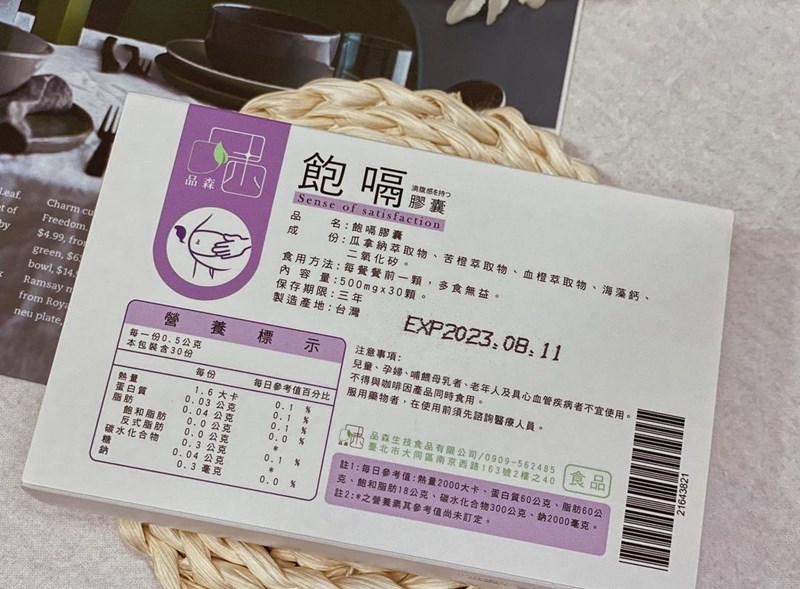 品森
飽嗝 満腹感を持つ 膠囊
Sense of satisfaction
品名:飽嗝膠囊
成份:瓜拿納萃取物、苦橙萃取物、血橙萃取物、海藻鈣、
二氧化矽。
食用方法:每餐餐前一顆,多食無益。
內容量:500mgx30顆。
保存期限:三年
製造產地:台灣
EXP2023.08.11
營養標示
每一份0.5公克
本包裝含30份
每份 每日參考值百分比
熱量 1.6 大卡 0.1 %
蛋白質 0.03 公克 0.1 %
脂肪 0.04 公克 0.1 %
飽和脂肪 0.0 公克 0.0 %
反式脂肪 0.0 公克 *
碳水化合物 0.3 公克 0.1 %
糖 0.04 公克 *
鈉 0.3 毫克 0.0 %
注意事項:
兒童、孕婦、哺餵母乳者、老年人及具心血管疾病者不宜使用。
不得與咖啡因產品同時食用。
服用藥物者,在使用前須先諮詢醫療人員。
品森
品森生技食品有限公司/0909-562485
臺北市大同區南京西路163號2樓之40
食品
註1:每日參考值:熱量2000大卡、蛋白質60公克、脂肪60公
克、飽和脂肪18公克、碳水化合物300公克、鈉2000毫克。
註2:*之營養素其參考值尚未訂定。
21643821
Leaf.
et of
by
Charm cu
Freedom.
$4.99, fro
green, $6
bowl, $14.
Ramsay m
from Roya
neu plate,